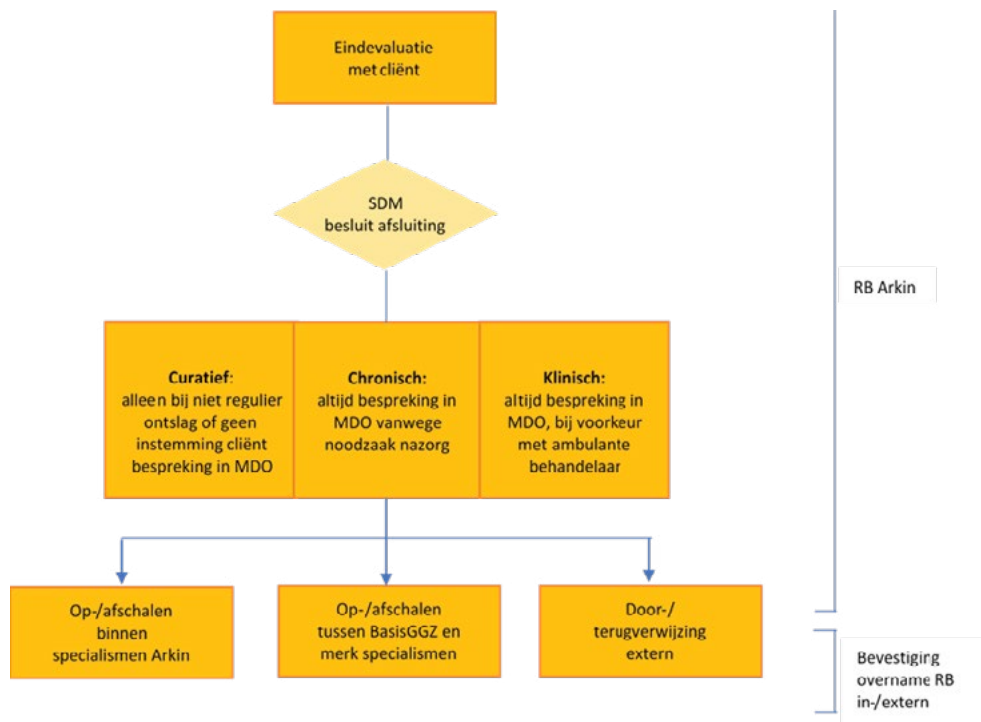 Eindevaluatie
met cliënt
SDM
besluit afsluiting
RB Arkin
Curatief:
alleen bij niet regulier
ontslag of geen
instemming cliënt
bespreking in MDO
Chronisch:
altijd bespreking in
MDO vanwege
noodzaak nazorg
Klinisch:
altijd bespreking in
MDO, bij voorkeur
met ambulante
behandelaar
Op-/afschalen
binnen
specialismen Arkin
Op-/afschalen
tussen BasisGGZ en
merk specialismen
Door-/
terugverwijzing
extern
Bevestiging
overname RB
in-/extern